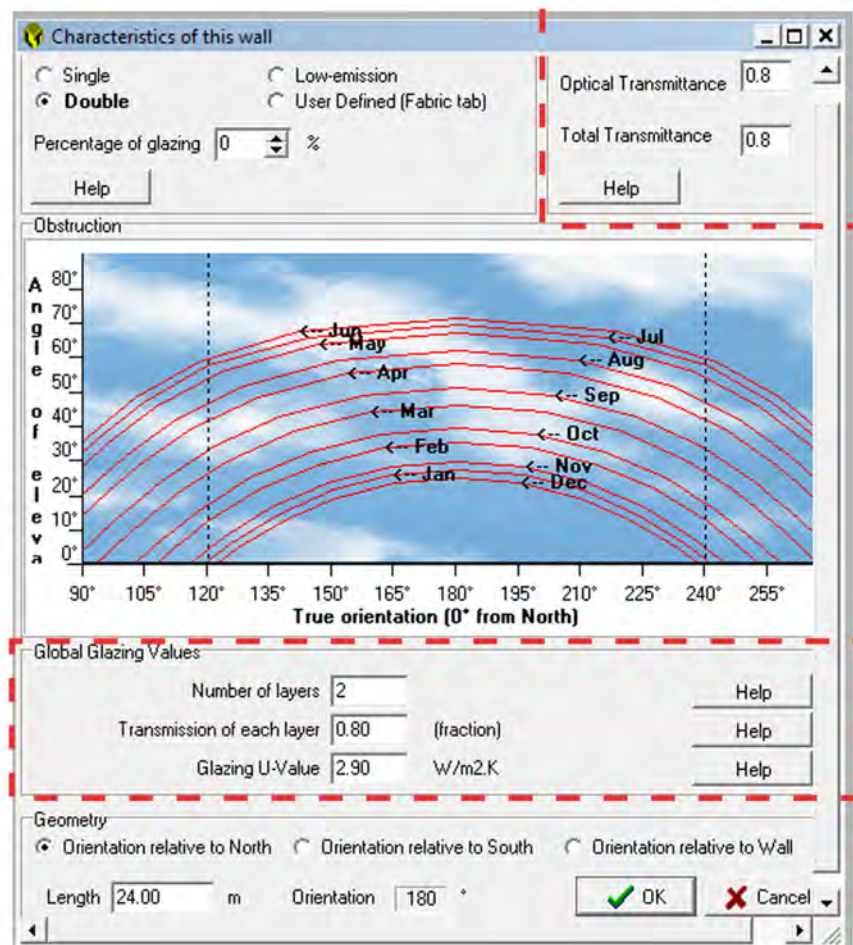 Characteristics of this wall
Single
Low-emission
Double
User Defined (Fabric tab)
Percentage of glazing 0 %
Help
Optical Transmittance 0.8
Total Transmittance 0.8
Help
Obstruction
Angle of eleva
80°
70°
60°
50°
40°
30°
20°
10°
0°
<-- Jun
<-- Jul
<-- May
<-- Aug
<-- Apr
<-- Sep
<-- Mar
<-- Oct
<-- Feb
<-- Nov
<-- Jan
<-- Dec
90° 105° 120° 135° 150° 165° 180° 195° 210° 225° 240° 255°
True orientation (0° from North)
Global Glazing Values
Number of layers 2 Help
Transmission of each layer 0.80 (fraction) Help
Glazing U-Value 2.90 W/m2.K Help
Geometry
Orientation relative to North Orientation relative to South Orientation relative to Wall
Length 24.00 m Orientation 180 ° OK Cancel